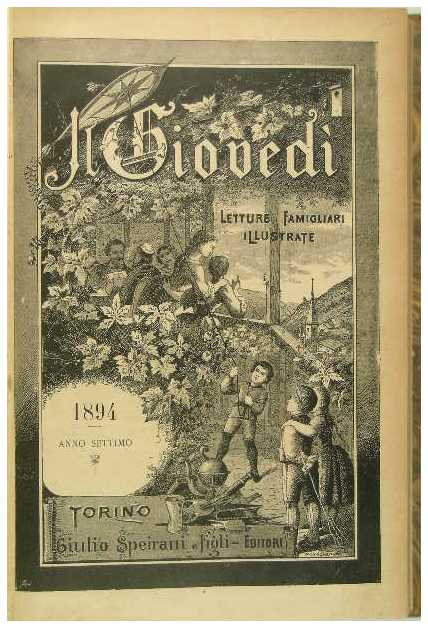 Il Giovedì
LETTURE FAMIGLIARI
ILLUSTRATE
1894
ANNO SETTIMO
TORINO
Giulio Speirani e Figli - EDITORI